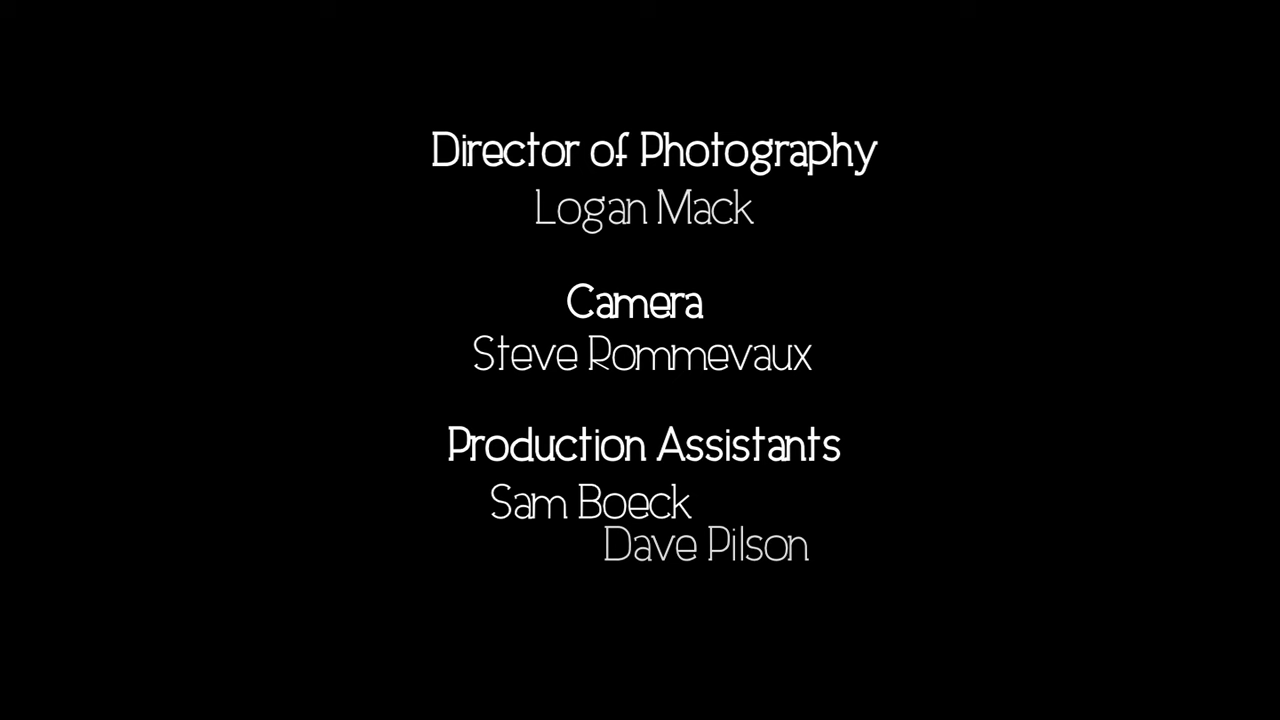 Director of Photography
Logan Mack
Camera
Steve Rommevaux
Production Assistants
Sam Boeck
Dave Pilson